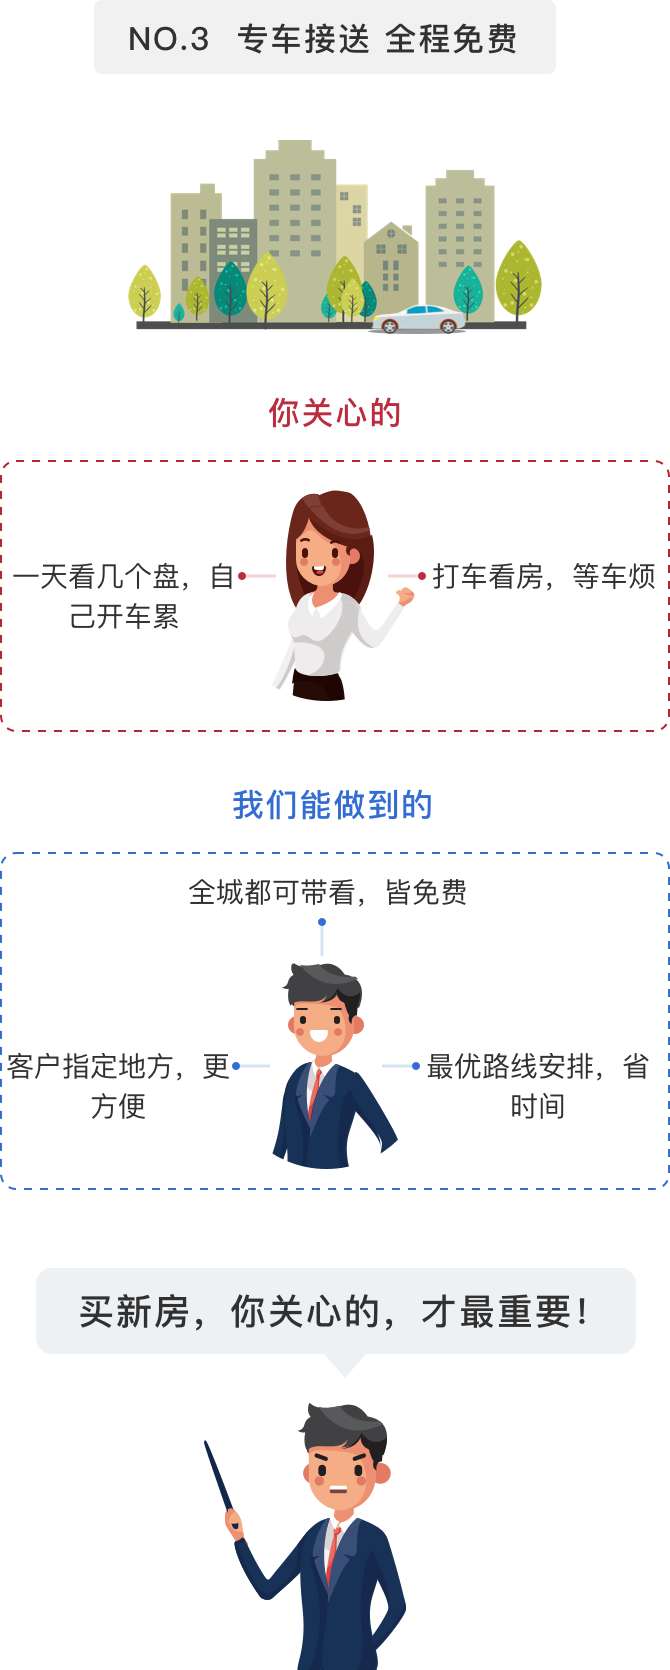 NO.3 专车接送 全程免费
你关心的
一天看几个盘，自
己开车累
打车看房，等车烦
我们能做到的
全城都可带看，皆免费
客户指定地方，更
方便
最优路线安排，省
时间
买新房，你关心的，才最重要！